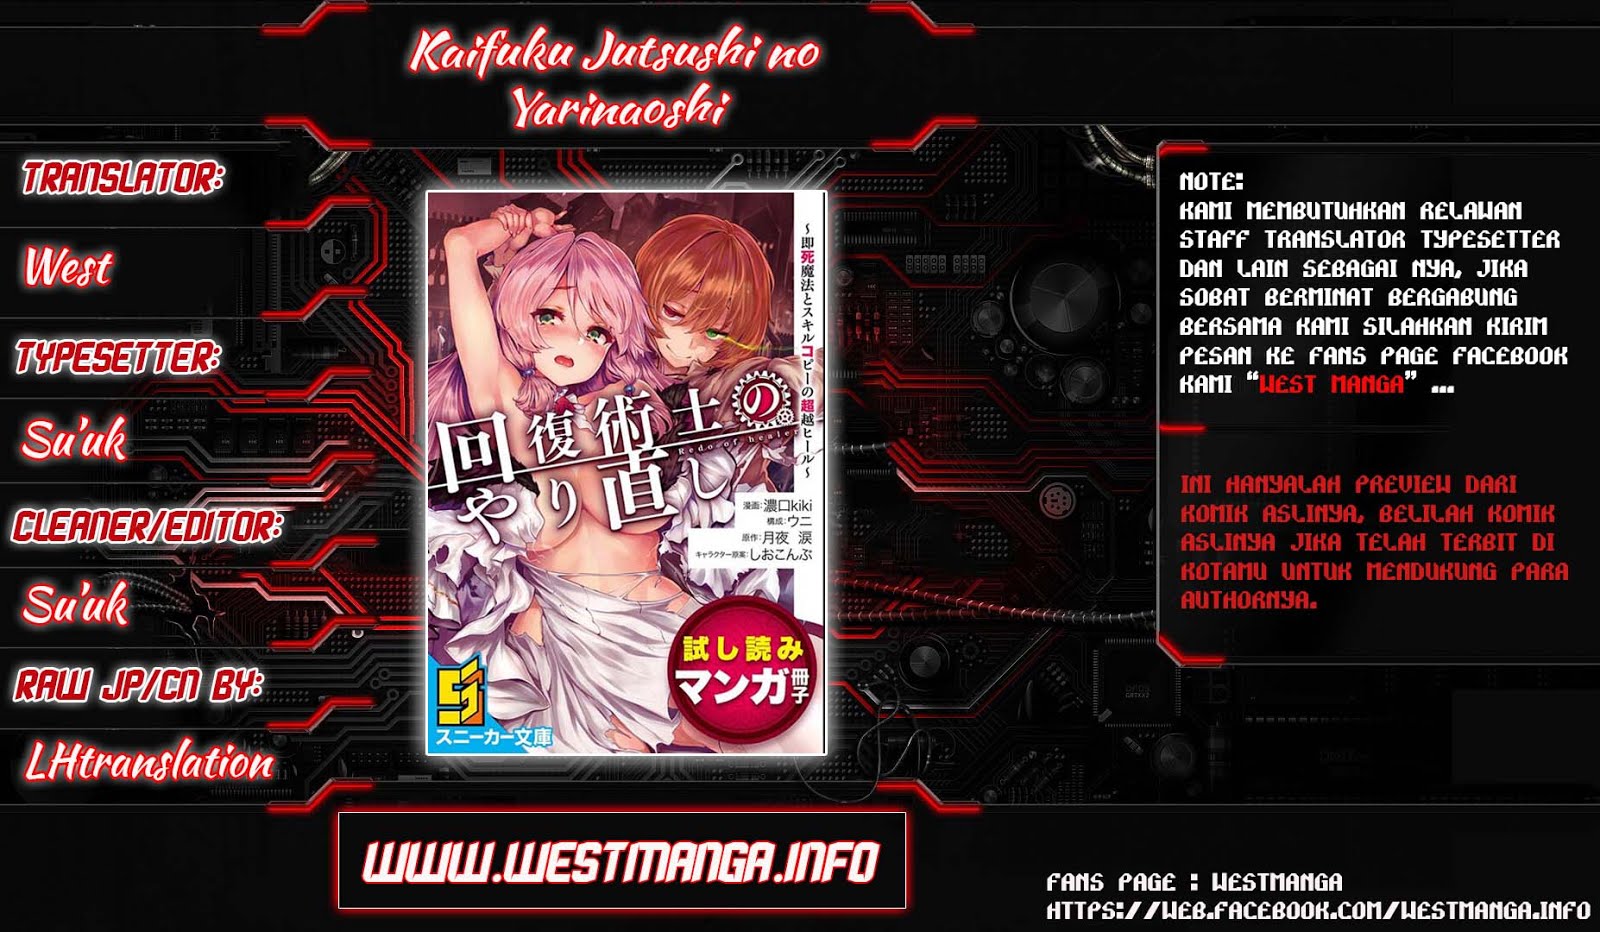 Kaifuku Jutsushi no
Yarinaoshi
TRANSLATOR:
West
TYPESETTER:
Su'uk
CLEANER/EDITOR:
Su'uk
RAW JP/CN BY:
LHtranslation
～即死魔法とスキルコピーの超越ヒール～
回復術士の
やり直し
Redo of healer
漫画:濃口kiki
構成:ウニ
原作:月夜 涙
キャラクター原案:しおこんぶ
試し読み
マンガ冊子
スニーカー文庫
WWW.WESTMANGA.INFO
NOTE:
KAMI MEMBUTUHKAN RELAWAN
STAFF TRANSLATOR TYPESETTER
DAN LAIN SEBAGAI NYA, JIKA
SOBAT BERMINAT BERGABUNG
BERSAMA KAMI SILAHKAN KIRIM
PESAN KE FANS PAGE FACEBOOK
KAMI "WEST MANGA" ...
INI HANYALAH PREVIEW DARI
KOMIK ASLINYA, BELILAH KOMIK
ASLINYA JIKA TELAH TERBIT DI
KOTAMU UNTUK MENDUKUNG PARA
AUTHORNYA.
FANS PAGE : WESTMANGA
HTTPS://WEB.FACEBOOK.COM/WESTMANGA.INFO